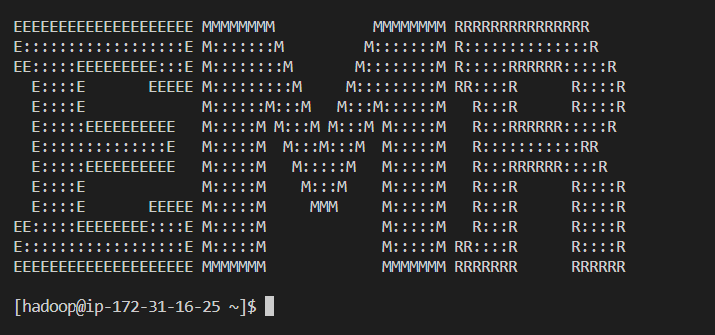 EEEEEEEEEEEEEEEEEEEE MMMMMMMM           MMMMMMMM RRRRRRRRRRRRRRR
E::::::::::::::::::E M:::::::M         M:::::::M R::::::::::::::R
EE:::::EEEEEEEEE:::E M::::::::M       M::::::::M R:::::RRRRRR:::::R
  E::::E       EEEEE M:::::::::M     M:::::::::M RR::::R      R::::R
  E::::E             M::::::M:::M   M:::M::::::M   R:::R      R::::R
  E:::::EEEEEEEEEE   M:::::M M:::M M:::M M:::::M   R:::RRRRRR:::::R
  E::::::::::::::E   M:::::M  M:::M:::M  M:::::M   R:::::::::::RR
  E:::::EEEEEEEEEE   M:::::M   M:::::M   M:::::M   R:::RRRRRR::::R
  E::::E             M:::::M    M:::M    M:::::M   R:::R      R::::R
  E::::E       EEEEE M:::::M     MMM     M:::::M   R:::R      R::::R
EE:::::EEEEEEEE::::E M:::::M             M:::::M   R:::R      R::::R
E::::::::::::::::::E M:::::M             M:::::M RR::::R      R::::R
EEEEEEEEEEEEEEEEEEEE MMMMMMM             MMMMMMM RRRRRRR      RRRRRR
[hadoop@ip-172-31-16-25 ~]$